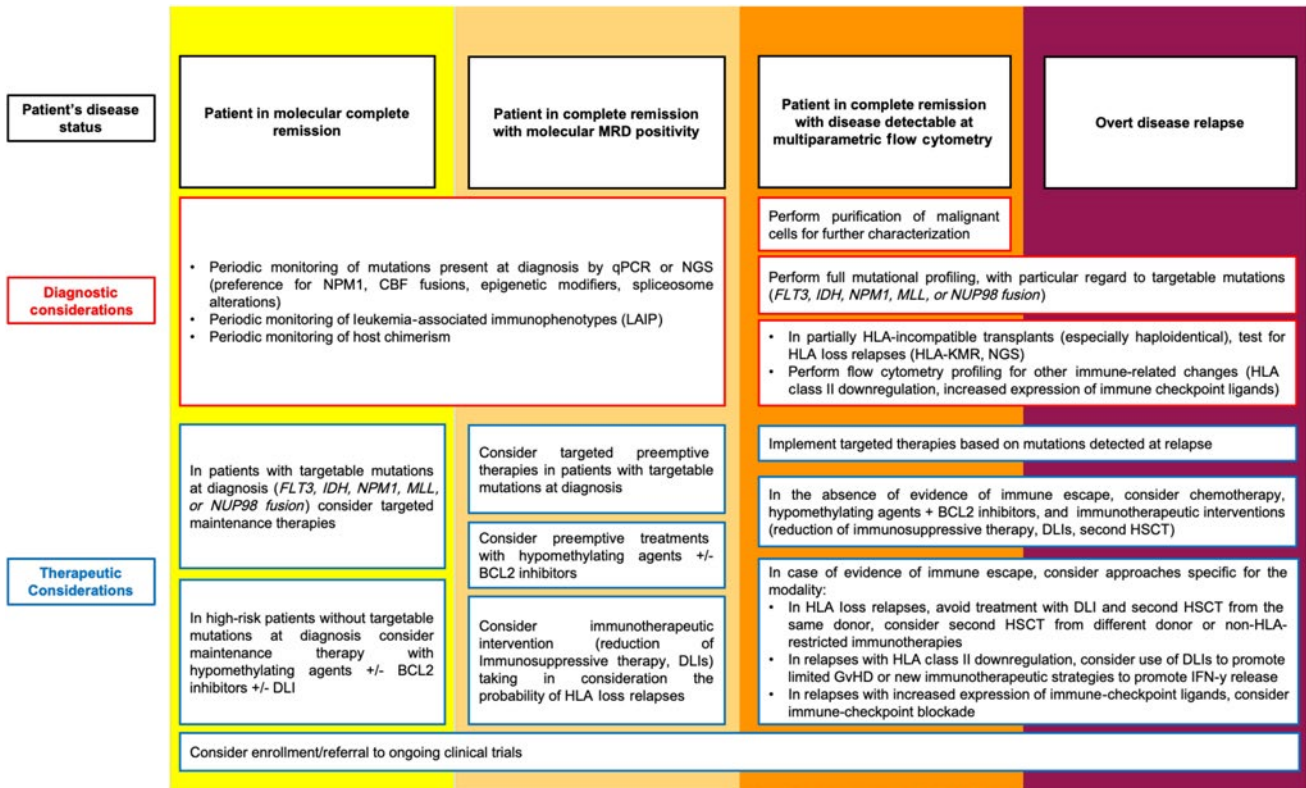 Patient's disease
status
Patient in molecular complete
remission
Patient in complete remission
with molecular MRD positivity
Patient in complete remission
with disease detectable at
multiparametric flow cytometry
Overt disease relapse
Diagnostic
considerations
• Periodic monitoring of mutations present at diagnosis by qPCR or NGS
(preference for NPM1, CBF fusions, epigenetic modifiers, spliceosome
alterations)
• Periodic monitoring of leukemia-associated immunophenotypes (LAIP)
• Periodic monitoring of host chimerism
Perform purification of malignant
cells for further characterization
Perform full mutational profiling, with particular regard to targetable mutations
(FLT3, IDH, NPM1, MLL, or NUP98 fusion)
• In partially HLA-incompatible transplants (especially haploidentical), test for
HLA loss relapses (HLA-KMR, NGS)
• Perform flow cytometry profiling for other immune-related changes (HLA
class II downregulation, increased expression of immune checkpoint ligands)
Therapeutic
Considerations
In patients with targetable mutations
at diagnosis (FLT3, IDH, NPM1, MLL,
or NUP98 fusion) consider targeted
maintenance therapies
In high-risk patients without targetable
mutations at diagnosis consider
maintenance therapy with
hypomethylating agents +/- BCL2
inhibitors +/- DLI
Consider targeted preemptive
therapies in patients with targetable
mutations at diagnosis
Consider preemptive treatments
with hypomethylating agents +/-
BCL2 inhibitors
Consider immunotherapeutic
intervention (reduction of
Immunosuppressive therapy, DLIs)
taking in consideration the
probability of HLA loss relapses
Implement targeted therapies based on mutations detected at relapse
In the absence of evidence of immune escape, consider chemotherapy,
hypomethylating agents + BCL2 inhibitors, and immunotherapeutic interventions
(reduction of immunosuppressive therapy, DLIs, second HSCT)
In case of evidence of immune escape, consider approaches specific for the
modality:
• In HLA loss relapses, avoid treatment with DLI and second HSCT from the
same donor, consider second HSCT from different donor or non-HLA-
restricted immunotherapies
• In relapses with HLA class II downregulation, consider use of DLIs to promote
limited GvHD or new immunotherapeutic strategies to promote IFN-y release
• In relapses with increased expression of immune-checkpoint ligands, consider
immune-checkpoint blockade
Consider enrollment/referral to ongoing clinical trials